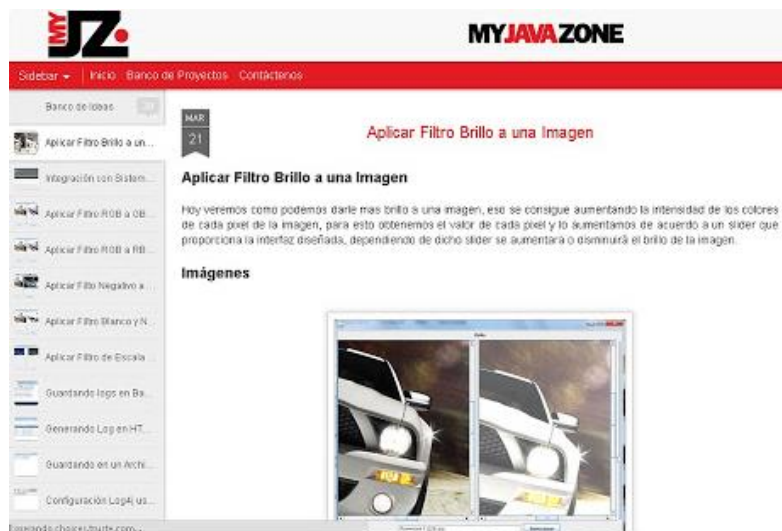 MY JZ.
MYJAVAZONE
Sidebar Inicio Banco de Proyectos Contáctenos
Banco de Ideas
Aplicar Filtro Brillo a un...
Integración con Sistem...
Aplicar Filtro RGB a GB...
Aplicar Filtro RGB a RB...
Aplicar Filto Negativo a ...
Aplicar Filtro Blanco y N...
Aplicar Filtro de Escala ...
Guardando logs en Ba...
Generando Log en HT...
Guardando en un Archi...
Configuración Log4j us...
MAR
21
Aplicar Filtro Brillo a una Imagen
Aplicar Filtro Brillo a una Imagen
Hoy veremos como podemos darle mas brillo a una imagen, eso se consigue aumentando la intensidad de los colores
de cada pixel de la imagen, para esto obtenemos el valor de cada pixel y lo aumentamos de acuerdo a un slider que
proporciona la interfaz diseñada, dependiendo de dicho slider se aumentara o disminuirá el brillo de la imagen.
Imágenes